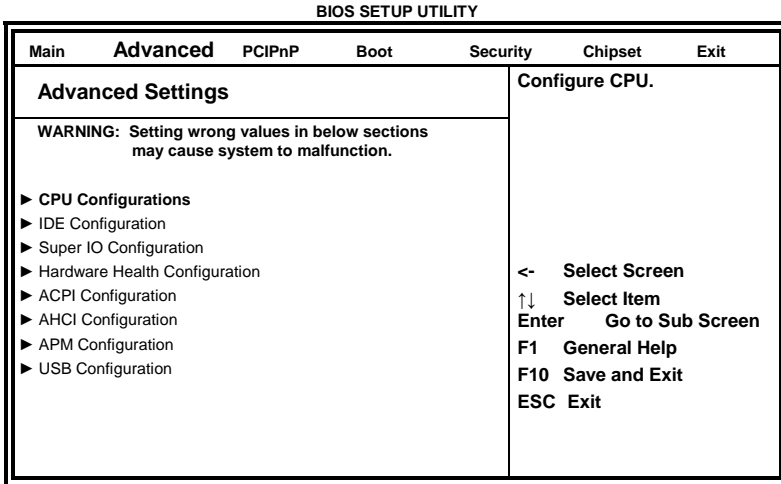 BIOS SETUP UTILITY
Main Advanced PCIPnP Boot Security Chipset Exit
Advanced Settings
WARNING: Setting wrong values in below sections
may cause system to malfunction.
► CPU Configurations
► IDE Configuration
► Super IO Configuration
► Hardware Health Configuration
► ACPI Configuration
► AHCI Configuration
► APM Configuration
► USB Configuration
Configure CPU.
<- Select Screen
↑↓ Select Item
Enter Go to Sub Screen
F1 General Help
F10 Save and Exit
ESC Exit